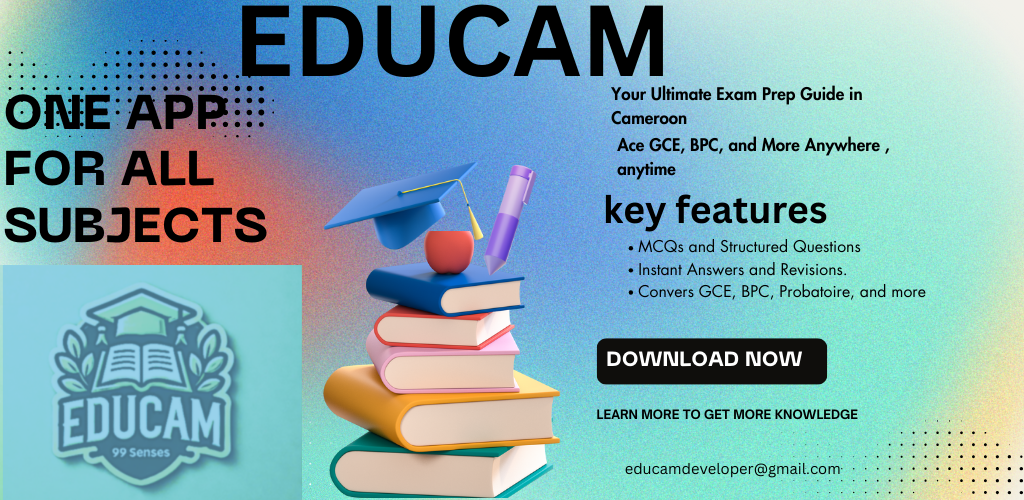 EDUCAM
ONE APP
FOR ALL
SUBJECTS
EDUCAM
99 Senses
Your Ultimate Exam Prep Guide in
Cameroon
Ace GCE, BPC, and More Anywhere ,
anytime
key features
• MCQs and Structured Questions
• Instant Answers and Revisions.
• Convers GCE, BPC, Probatoire, and more
DOWNLOAD NOW
LEARN MORE TO GET MORE KNOWLEDGE
educamdeveloper@gmail.com